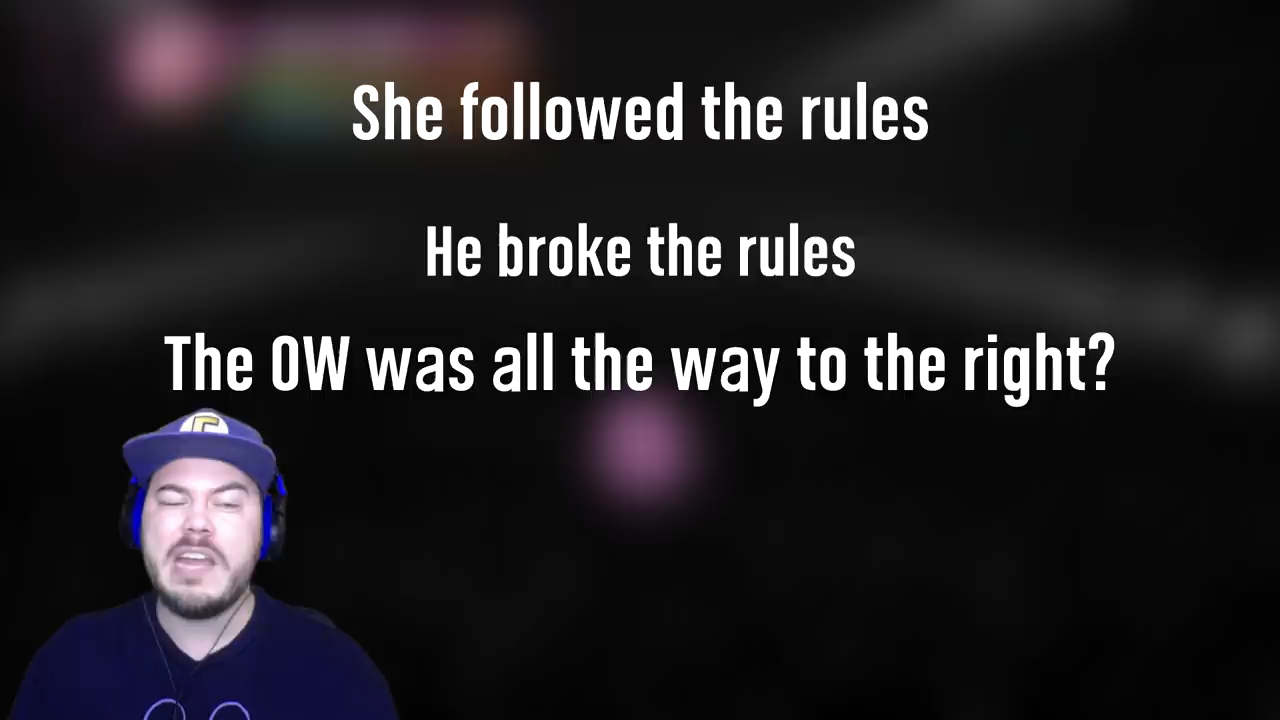 She followed the rules
He broke the rules
The OW was all the way to the right?